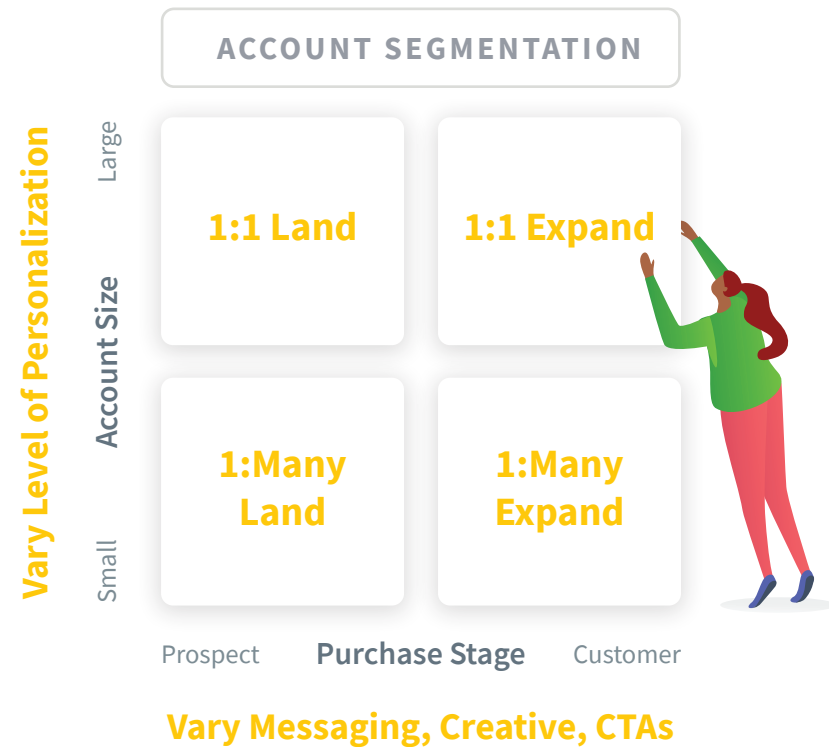 ACCOUNT SEGMENTATION
Vary Level of Personalization
Account Size
Large
Small
1:1 Land
1:1 Expand
1:Many
Land
1:Many
Expand
Prospect
Purchase Stage
Customer
Vary Messaging, Creative, CTAs